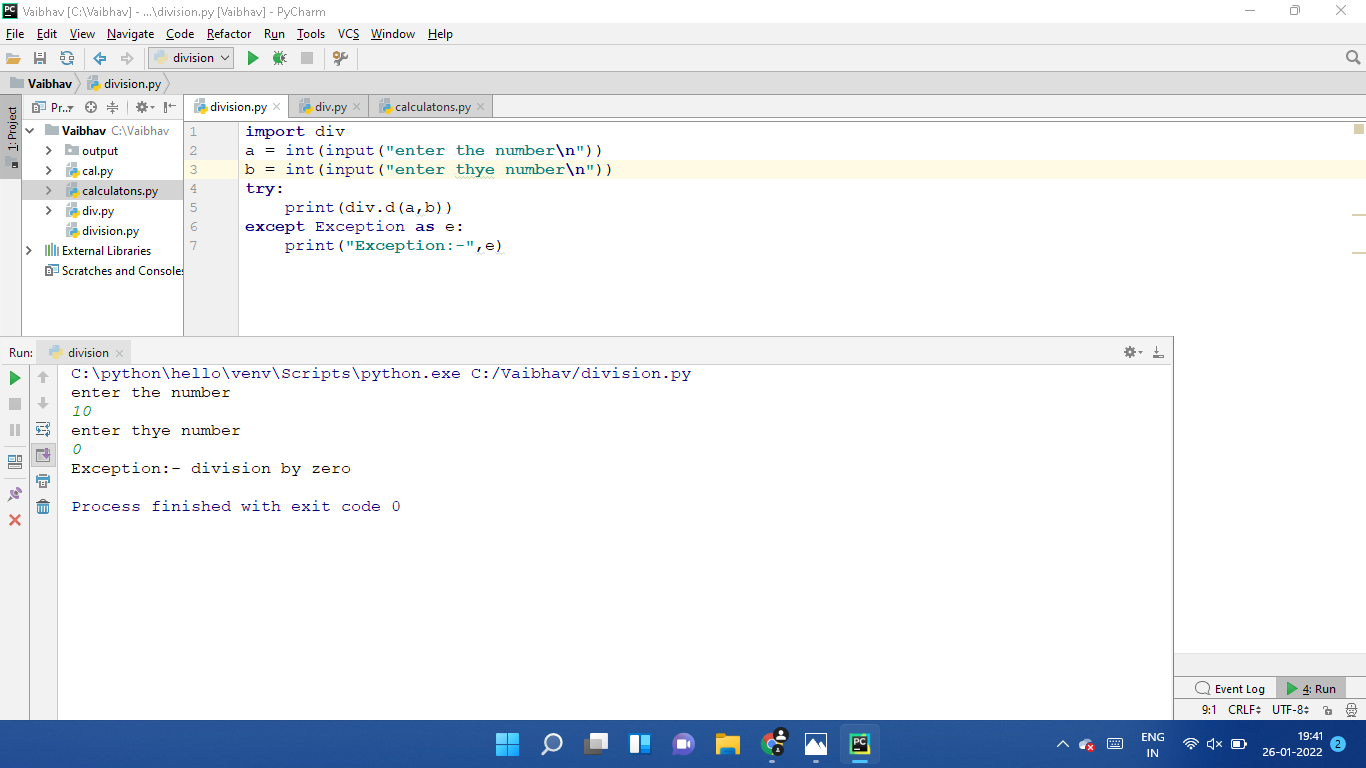 PC Vaibhav [C:\Vaibhav] - ...\division.py [Vaibhav] - PyCharm
File Edit View Navigate Code Refactor Run Tools VCS Window Help
division
Vaibhav division.py
1: Project
Pr...
division.py div.py calculatons.py
Vaibhav C:\Vaibhav
output
cal.py
calculatons.py
div.py
division.py
External Libraries
Scratches and Consoles
1 import div
2 a = int(input("enter the number\n"))
3 b = int(input("enter thye number\n"))
4 try:
5 print(div.d(a,b))
6 except Exception as e:
7 print("Exception:-",e)
Run: division
C:\python\hello\venv\Scripts\python.exe C:/Vaibhav/division.py
enter the number
10
enter thye number
0
Exception:- division by zero
Process finished with exit code 0
Event Log 4: Run
9:1 CRLF UTF-8
PC
ENG
IN
19:41
26-01-2022
2